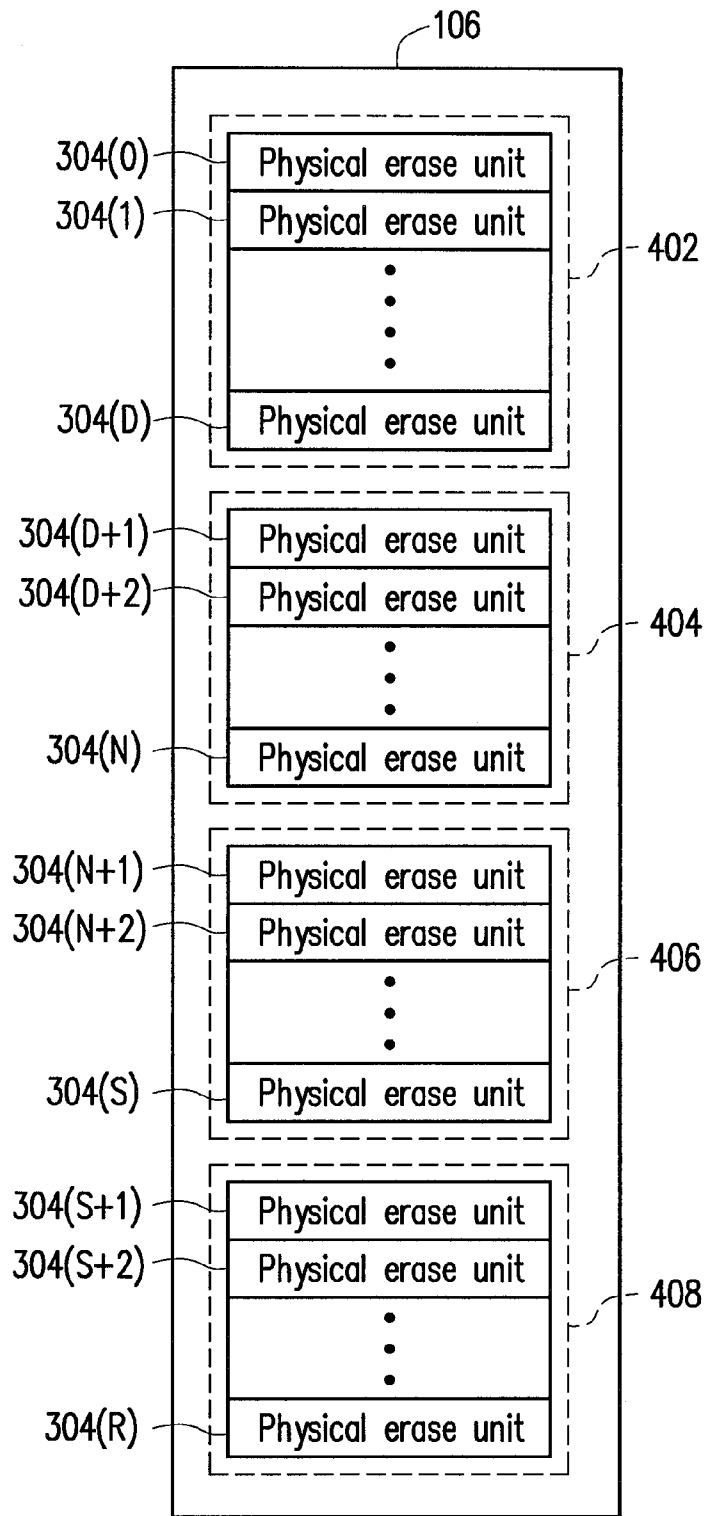 106
304(0) Physical erase unit
304(1) Physical erase unit
402
304(D) Physical erase unit
304(D+1) Physical erase unit
304(D+2) Physical erase unit
404
304(N) Physical erase unit
304(N+1) Physical erase unit
304(N+2) Physical erase unit
406
304(S) Physical erase unit
304(S+1) Physical erase unit
304(S+2) Physical erase unit
408
304(R) Physical erase unit